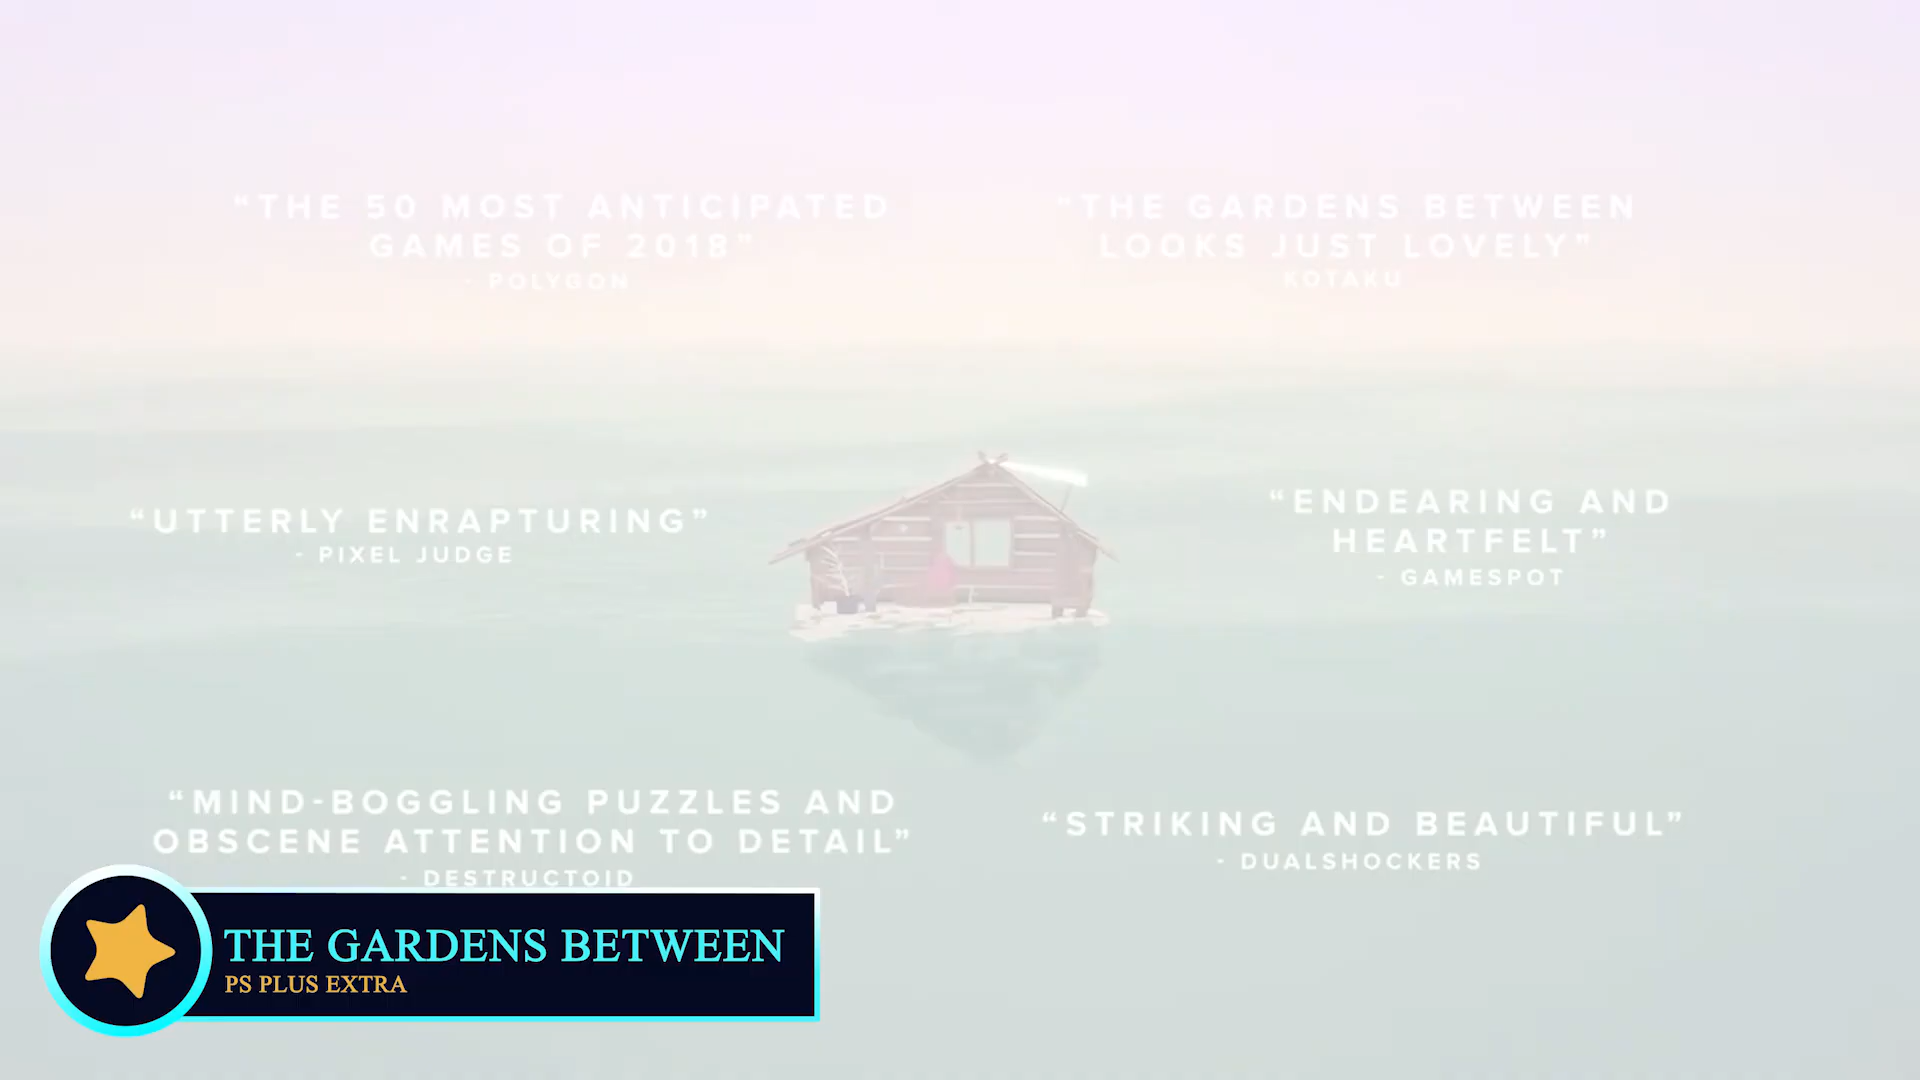 “THE 50 MOST ANTICIPATED
GAMES OF 2018”
- POLYGON
“THE GARDENS BETWEEN
LOOKS JUST LOVELY”
KOTAKU
“UTTERLY ENRAPTURING”
- PIXEL JUDGE
“ENDEARING AND
HEARTFELT”
- GAMESPOT
“MIND-BOGGLING PUZZLES AND
OBSCENE ATTENTION TO DETAIL”
- DESTRUCTOID
“STRIKING AND BEAUTIFUL”
- DUALSHOCKERS
THE GARDENS BETWEEN
PS PLUS EXTRA